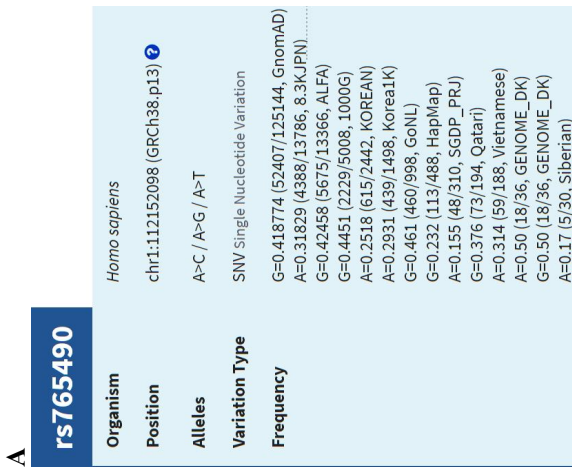 A
rs765490
Organism Homo sapiens
Position chr1:112152098 (GRCh38.p13) ?
Alleles A>C / A>G / A>T
Variation Type SNV Single Nucleotide Variation
Frequency G=0.418774 (52407/125144, GnomAD)
A=0.31829 (4388/13786, 8.3KJPN)
G=0.42458 (5675/13366, ALFA)
G=0.4451 (2229/5008, 1000G)
A=0.2518 (615/2442, KOREAN)
A=0.2931 (439/1498, Korea1K)
G=0.461 (460/998, GoNL)
G=0.232 (113/488, HapMap)
A=0.155 (48/310, SGDP_PRJ)
G=0.376 (73/194, Qatari)
A=0.314 (59/188, Vietnamese)
A=0.50 (18/36, GENOME_DK)
G=0.50 (18/36, GENOME_DK)
A=0.17 (5/30, Siberian)